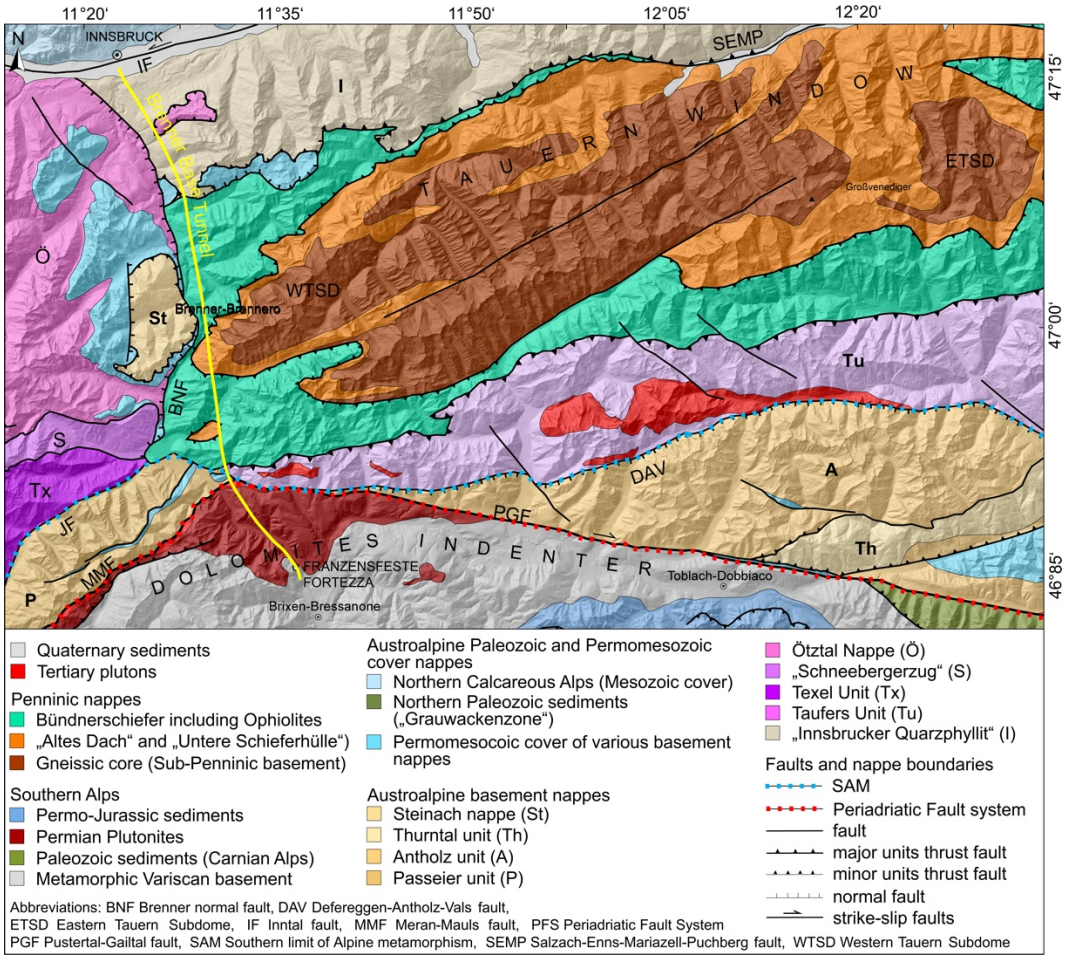 11°20'
11°35'
11°50'
12°05'
12°20'
N
INNSBRUCK
IF
I
SEMP
47°15'
TAUERN WINDOW
ETSD
Großvenediger
Brenner Base Tunnel
Ö
St
Brenner-Brennero
WTSD
47°00'
BNF
Tu
S
Tx
DAV
A
JF
PGF
MMF
DOLOMITES INDENTER
FRANZENSFESTE
FORTEZZA
Th
Toblach-Dobbiaco
46°85'
P
Brixen-Bressanone
Quaternary sediments
Tertiary plutons
Penninic nappes
Bündnerschiefer including Ophiolites
„Altes Dach“ and „Untere Schieferhülle“)
Gneissic core (Sub-Penninic basement)
Southern Alps
Permo-Jurassic sediments
Permian Plutonites
Paleozoic sediments (Carnian Alps)
Metamorphic Variscan basement
Austroalpine Paleozoic and Permomesozoic
cover nappes
Northern Calcareous Alps (Mesozoic cover)
Northern Paleozoic sediments
(„Grauwackenzone“)
Permomesocoic cover of various basement
nappes
Austroalpine basement nappes
Steinach nappe (St)
Thurntal unit (Th)
Antholz unit (A)
Passeier unit (P)
Ötztal Nappe (Ö)
„Schneebergerzug“ (S)
Texel Unit (Tx)
Taufers Unit (Tu)
„Innsbrucker Quarzphyllit“ (I)
Faults and nappe boundaries
SAM
Periadriatic Fault system
fault
major units thrust fault
minor units thrust fault
normal fault
strike-slip faults
Abbreviations: BNF Brenner normal fault, DAV Defereggen-Antholz-Vals fault,
ETSD Eastern Tauern Subdome, IF Inntal fault, MMF Meran-Mauls fault, PFS Periadriatic Fault System
PGF Pustertal-Gailtal fault, SAM Southern limit of Alpine metamorphism, SEMP Salzach-Enns-Mariazell-Puchberg fault, WTSD Western Tauern Subdome